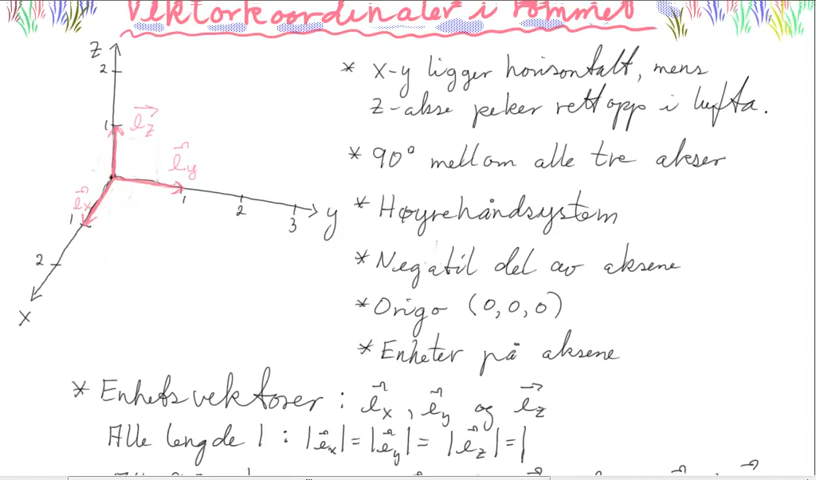 Vektorkoordinater i rommet
z
2
1
e⃗z
e⃗y
e⃗x
1
2
3
y
1
2
x
* x-y ligger horisontalt, mens
z-akse peker rett opp i lufta.
* 90° mellom alle tre akser
* Høyrehåndsystem
* Negatil del av aksene
* Origo (0,0,0)
* Enheter på aksene
* Enhetsvektorer : e⃗x , e⃗y og e⃗z
Alle lengde 1 : |e⃗x| = |e⃗y| = |e⃗z| = 1